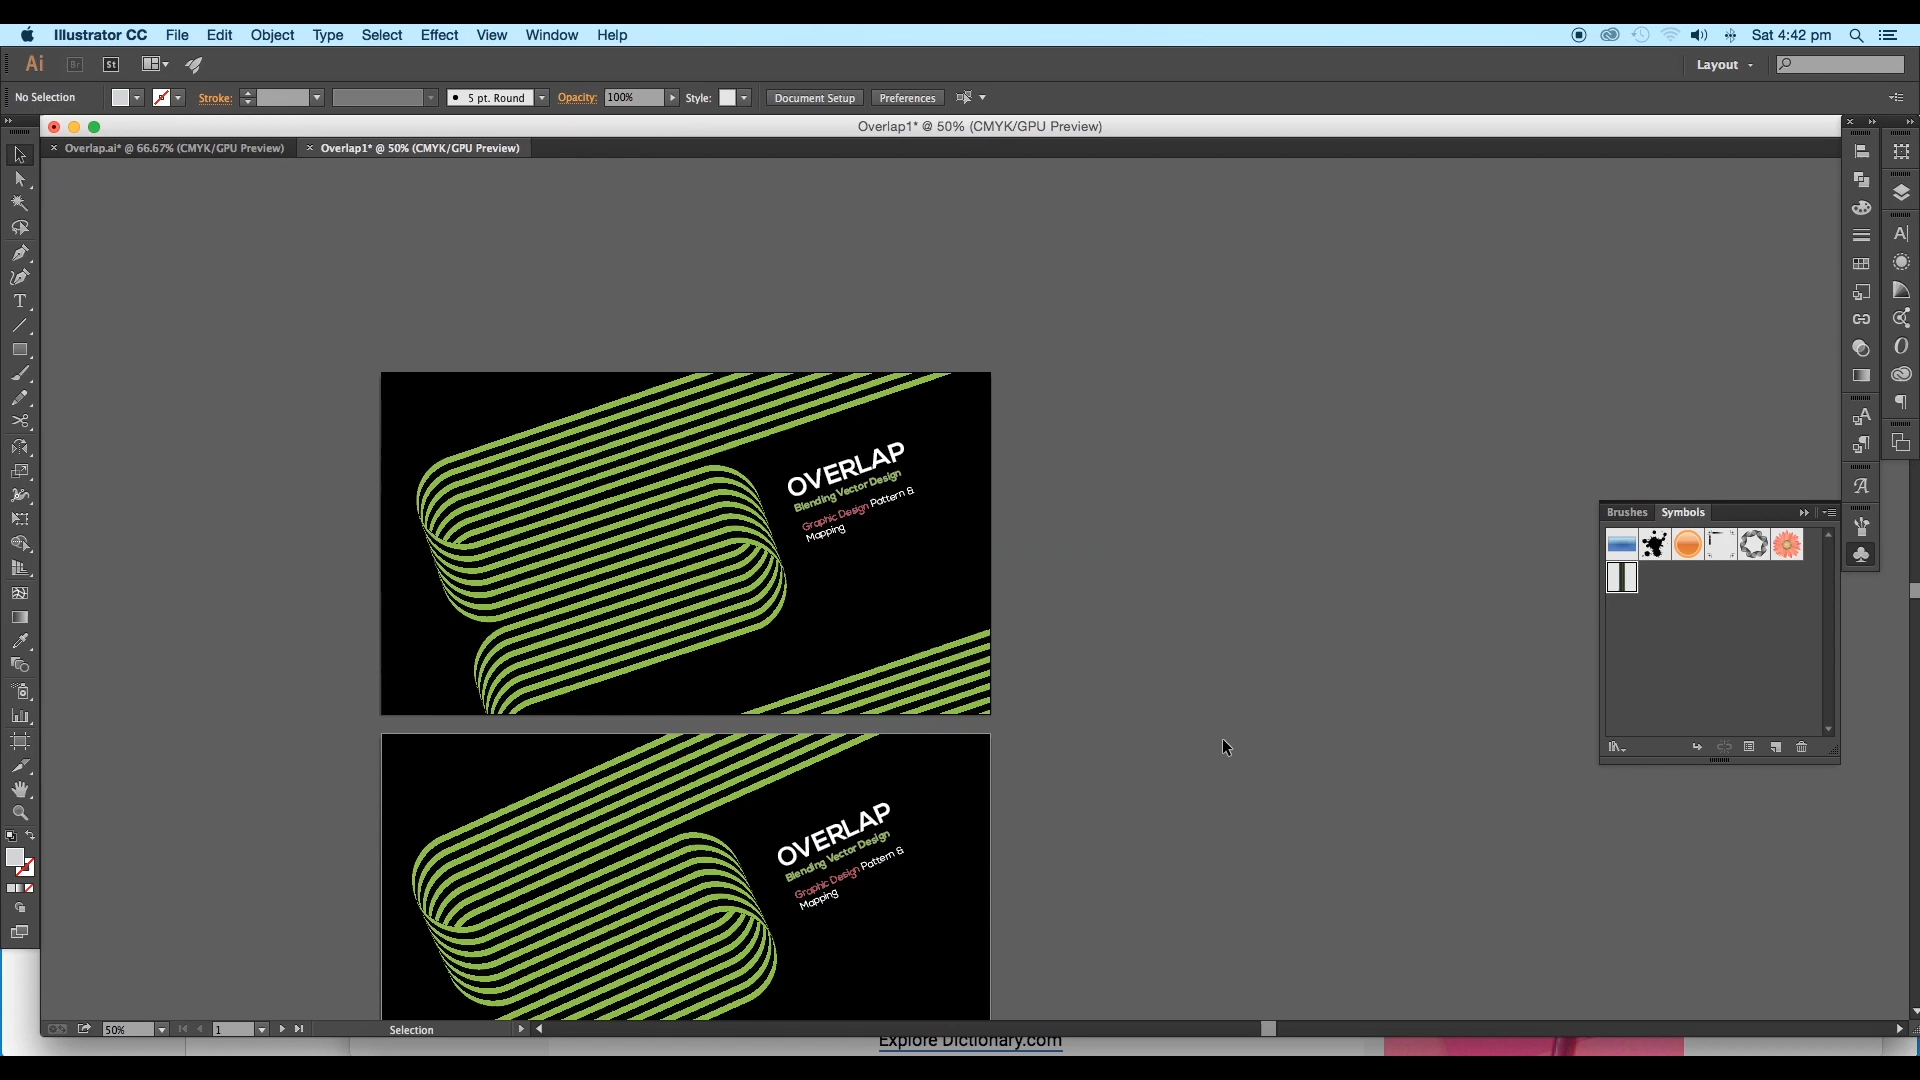 Illustrator CC File Edit Object Type Select Effect View Window Help Sat 4:42 pm
Ai Br St Layout
No Selection Stroke: 5 pt. Round Opacity: 100% Style: Document Setup Preferences
Overlap1* @ 50% (CMYK/GPU Preview)
Overlap.ai* @ 66.67% (CMYK/GPU Preview) Overlap1* @ 50% (CMYK/GPU Preview)
OVERLAP
Blending Vector Design
Graphic Design Pattern &
Mapping
Brushes Symbols
OVERLAP
Blending Vector Design
Graphic Design Pattern &
Mapping
50% 1 Selection
Explore Dictionary.com